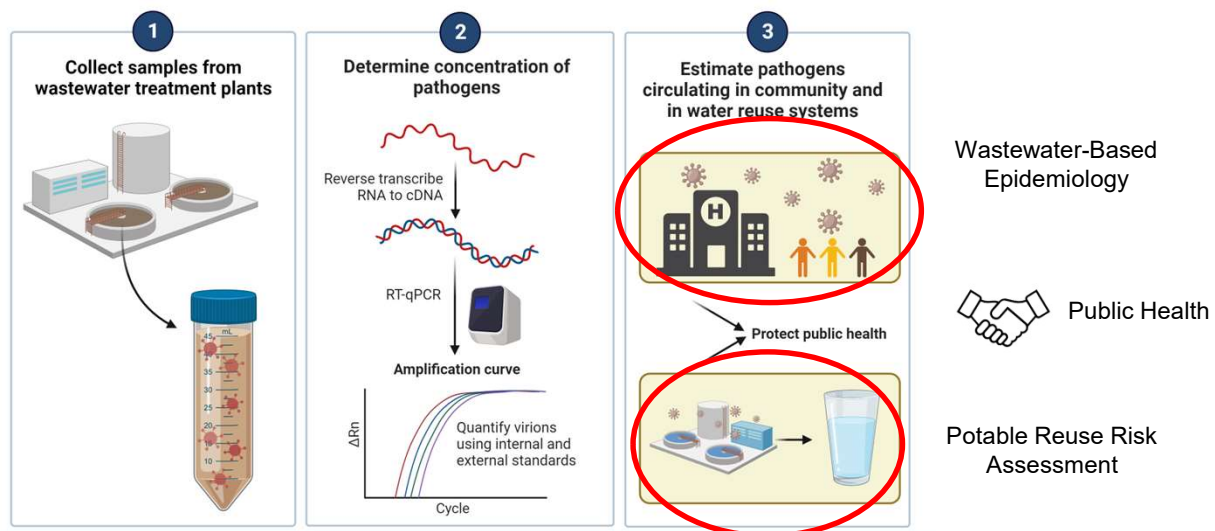 1
Collect samples from
wastewater treatment plants
mL
45
35
30
25
20
15
10
2
Determine concentration of
pathogens
Reverse transcribe
RNA to cDNA
RT-qPCR
Amplification curve
ΔRn
Quantify virions
using internal and
external standards
Cycle
3
Estimate pathogens
circulating in community and
in water reuse systems
H
Protect public health
Wastewater-Based
Epidemiology
Public Health
Potable Reuse Risk
Assessment